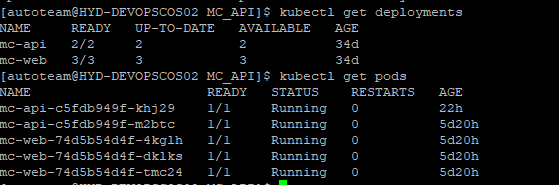 [autoteam@HYD-DEVOPSCOS02 MC_API]$ kubectl get deployments
NAME READY UP-TO-DATE AVAILABLE AGE
mc-api 2/2 2 2 34d
mc-web 3/3 3 3 34d
[autoteam@HYD-DEVOPSCOS02 MC_API]$ kubectl get pods
NAME READY STATUS RESTARTS AGE
mc-api-c5fdb949f-khj29 1/1 Running 0 22h
mc-api-c5fdb949f-m2btc 1/1 Running 0 5d20h
mc-web-74d5b54d4f-4kglh 1/1 Running 0 5d20h
mc-web-74d5b54d4f-dklks 1/1 Running 0 5d20h
mc-web-74d5b54d4f-tmc24 1/1 Running 0 5d20h
[autoteam@HYD-DEVOPSCOS02 MC_API]$